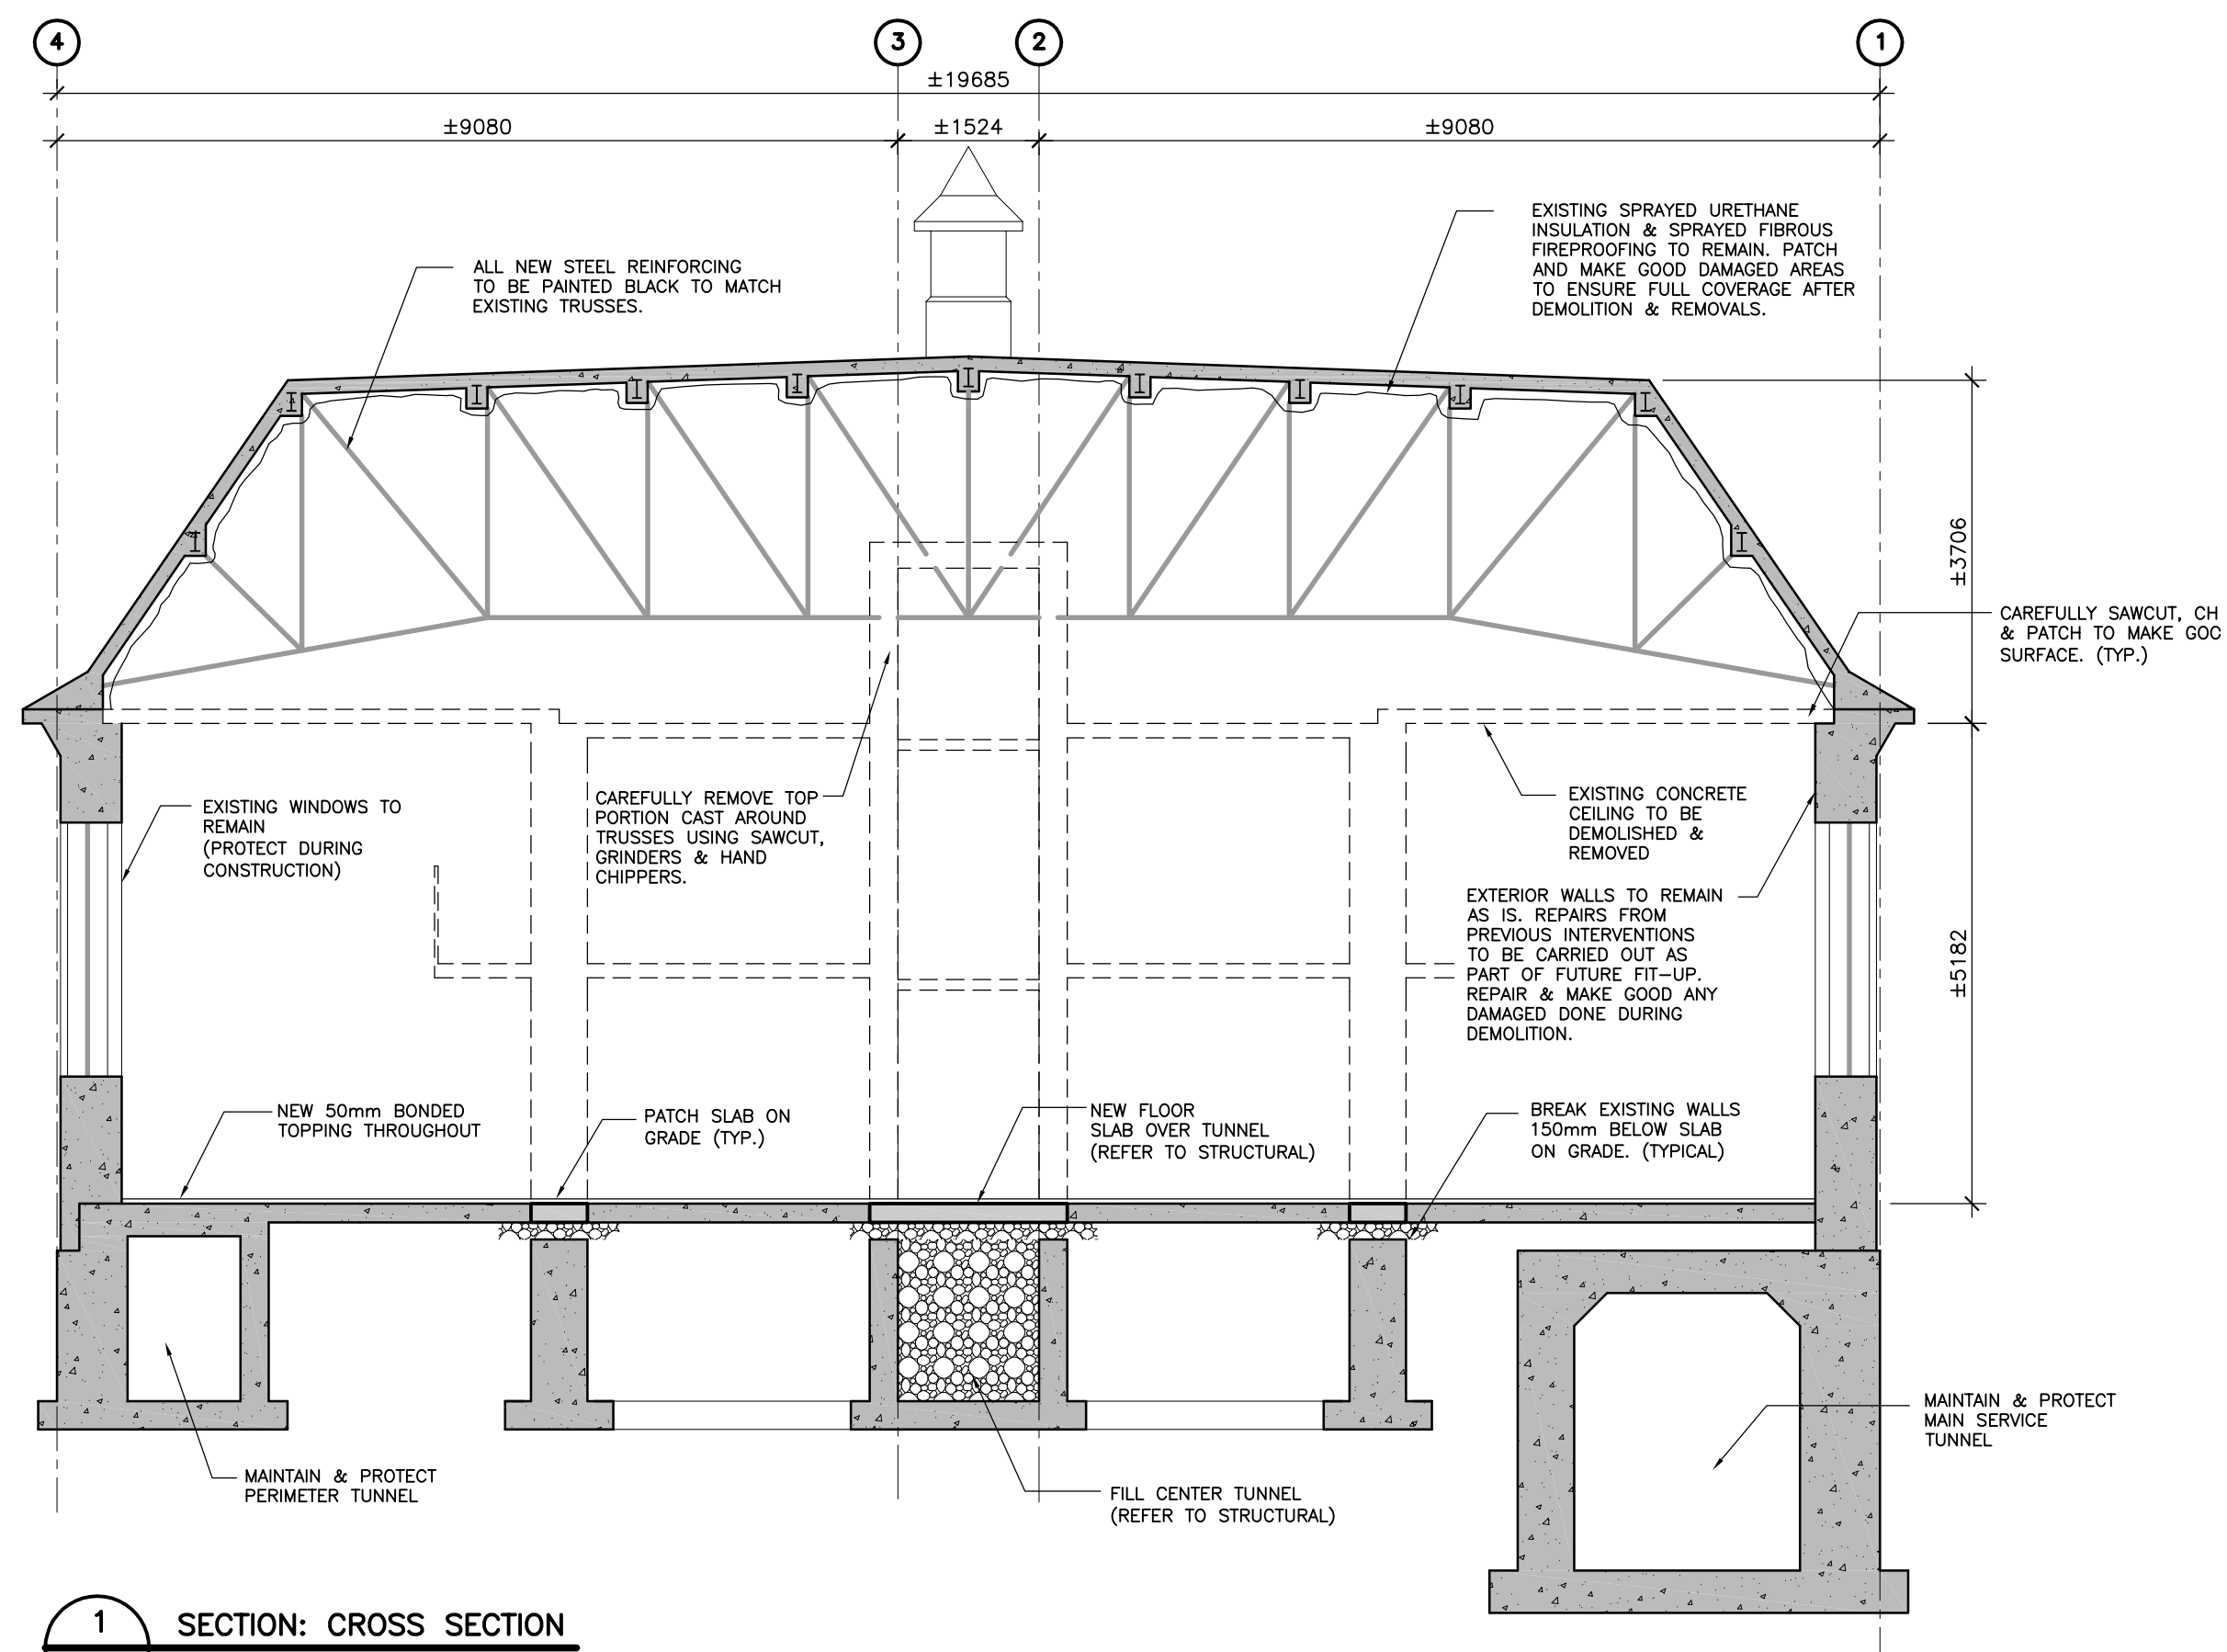 4
3
2
1
±19685
±9080
±1524
±9080
ALL NEW STEEL REINFORCING
TO BE PAINTED BLACK TO MATCH
EXISTING TRUSSES.
EXISTING SPRAYED URETHANE
INSULATION & SPRAYED FIBROUS
FIREPROOFING TO REMAIN. PATCH
AND MAKE GOOD DAMAGED AREAS
TO ENSURE FULL COVERAGE AFTER
DEMOLITION & REMOVALS.
±3706
CAREFULLY SAWCUT, CH
& PATCH TO MAKE GOO
SURFACE. (TYP.)
EXISTING WINDOWS TO
REMAIN
(PROTECT DURING
CONSTRUCTION)
CAREFULLY REMOVE TOP
PORTION CAST AROUND
TRUSSES USING SAWCUT,
GRINDERS & HAND
CHIPPERS.
EXISTING CONCRETE
CEILING TO BE
DEMOLISHED &
REMOVED
EXTERIOR WALLS TO REMAIN
AS IS. REPAIRS FROM
PREVIOUS INTERVENTIONS
TO BE CARRIED OUT AS
PART OF FUTURE FIT-UP.
REPAIR & MAKE GOOD ANY
DAMAGED DONE DURING
DEMOLITION.
±5182
NEW 50mm BONDED
TOPPING THROUGHOUT
PATCH SLAB ON
GRADE (TYP.)
NEW FLOOR
SLAB OVER TUNNEL
(REFER TO STRUCTURAL)
BREAK EXISTING WALLS
150mm BELOW SLAB
ON GRADE. (TYPICAL)
MAINTAIN & PROTECT
MAIN SERVICE
TUNNEL
MAINTAIN & PROTECT
PERIMETER TUNNEL
FILL CENTER TUNNEL
(REFER TO STRUCTURAL)
1
SECTION: CROSS SECTION